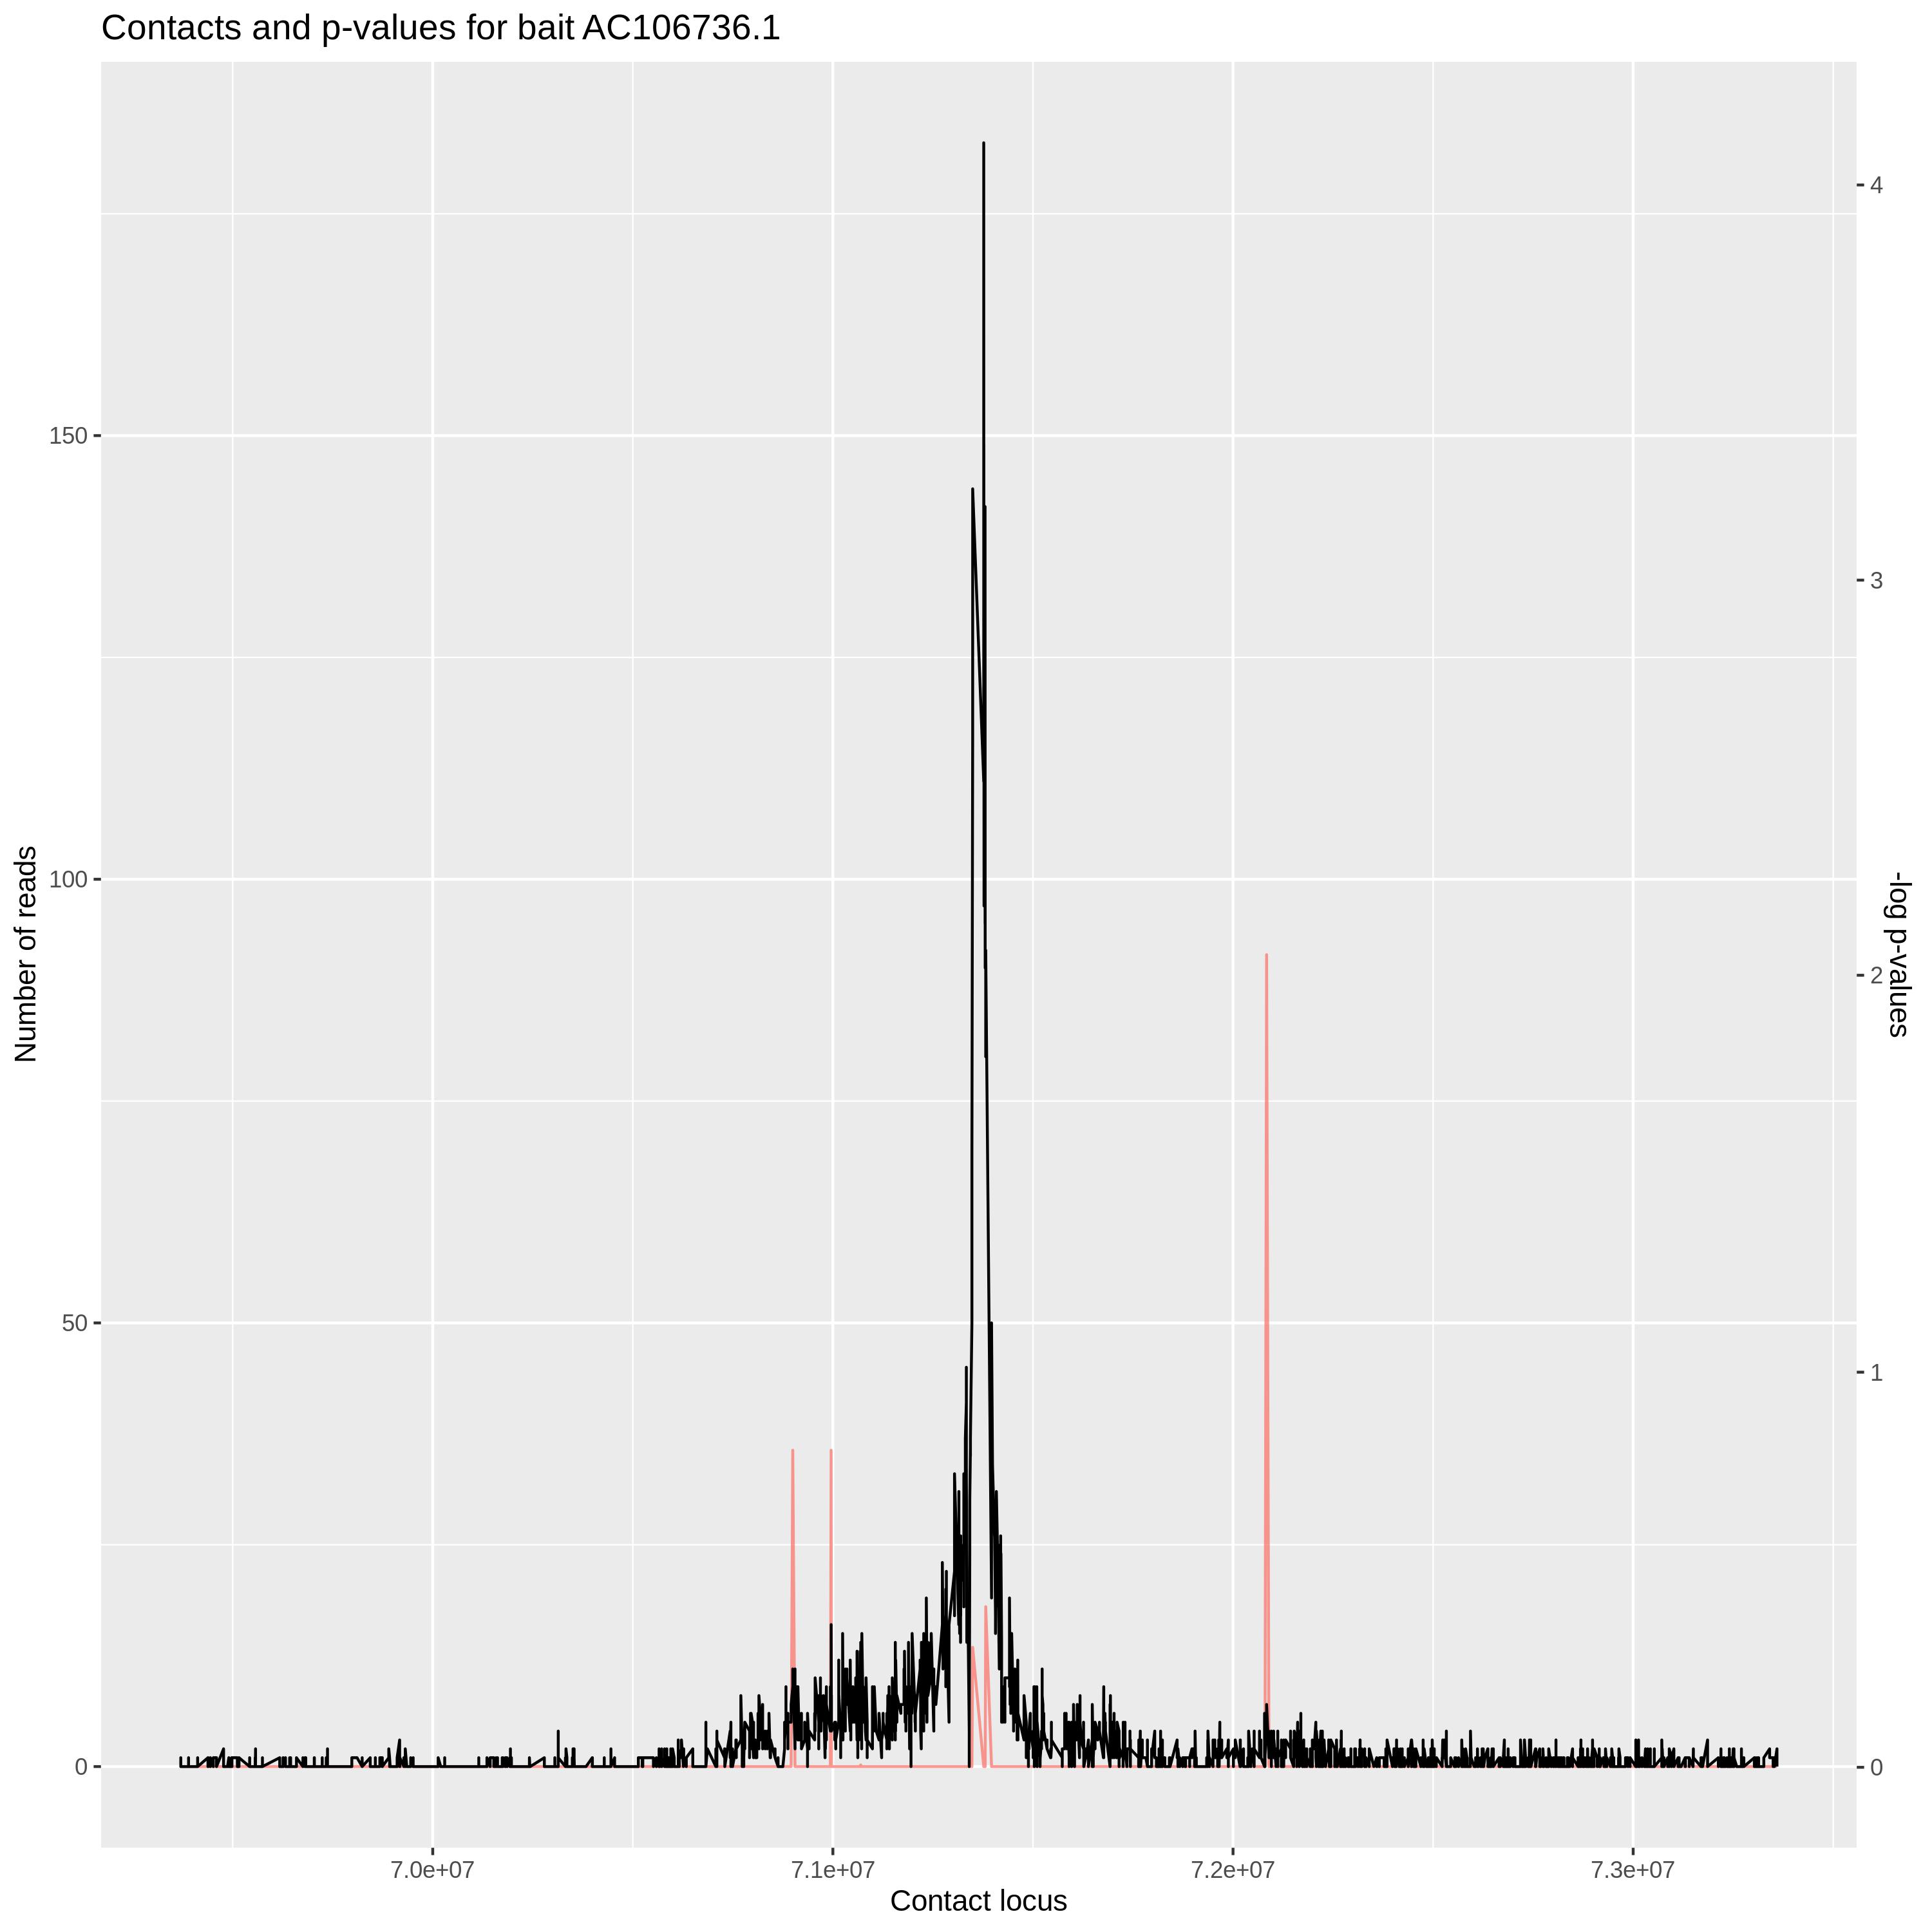 Contacts and p-values for bait AC106736.1
Number of reads
150
100
50
0
4
3
2
1
0
-log p-values
7.0e+07
7.1e+07
7.2e+07
7.3e+07
Contact locus